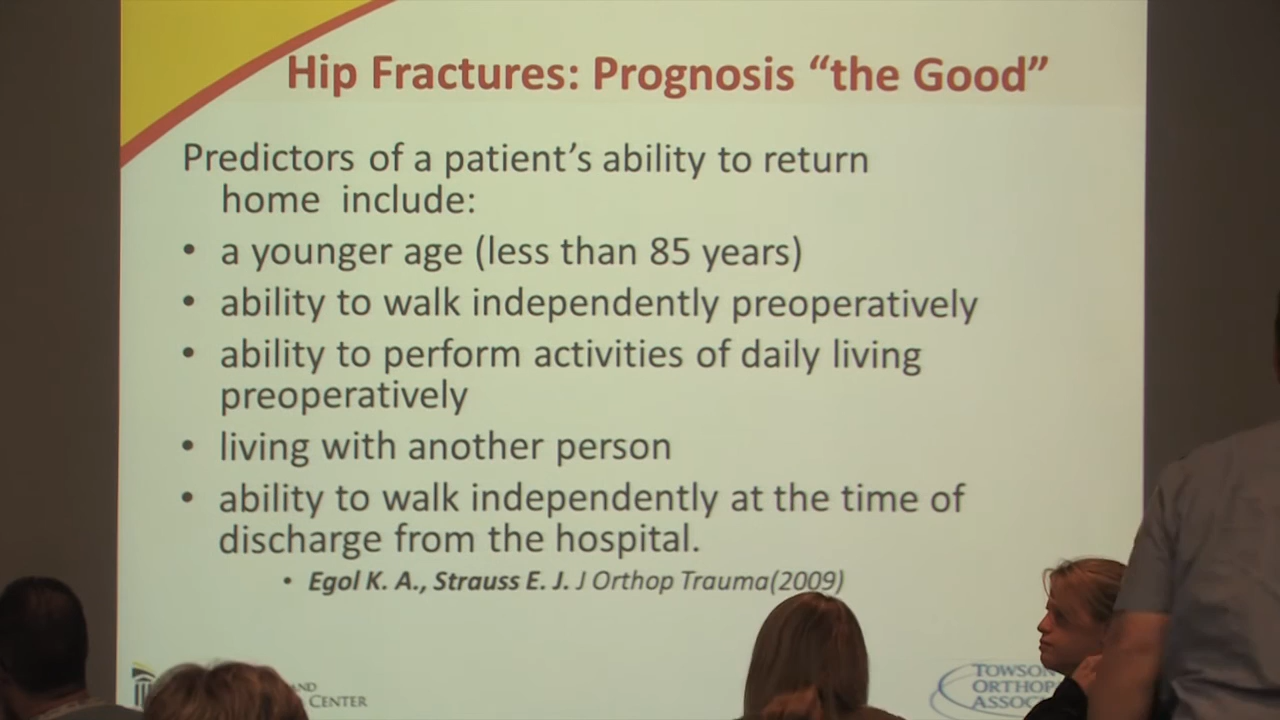 Hip Fractures: Prognosis “the Good”
Predictors of a patient’s ability to return
home include:
• a younger age (less than 85 years)
• ability to walk independently preoperatively
• ability to perform activities of daily living
preoperatively
• living with another person
• ability to walk independently at the time of
discharge from the hospital.
• Egol K. A., Strauss E. J. J Orthop Trauma(2009)
CENTER
TOWSON
ORTHOP
ASSOC